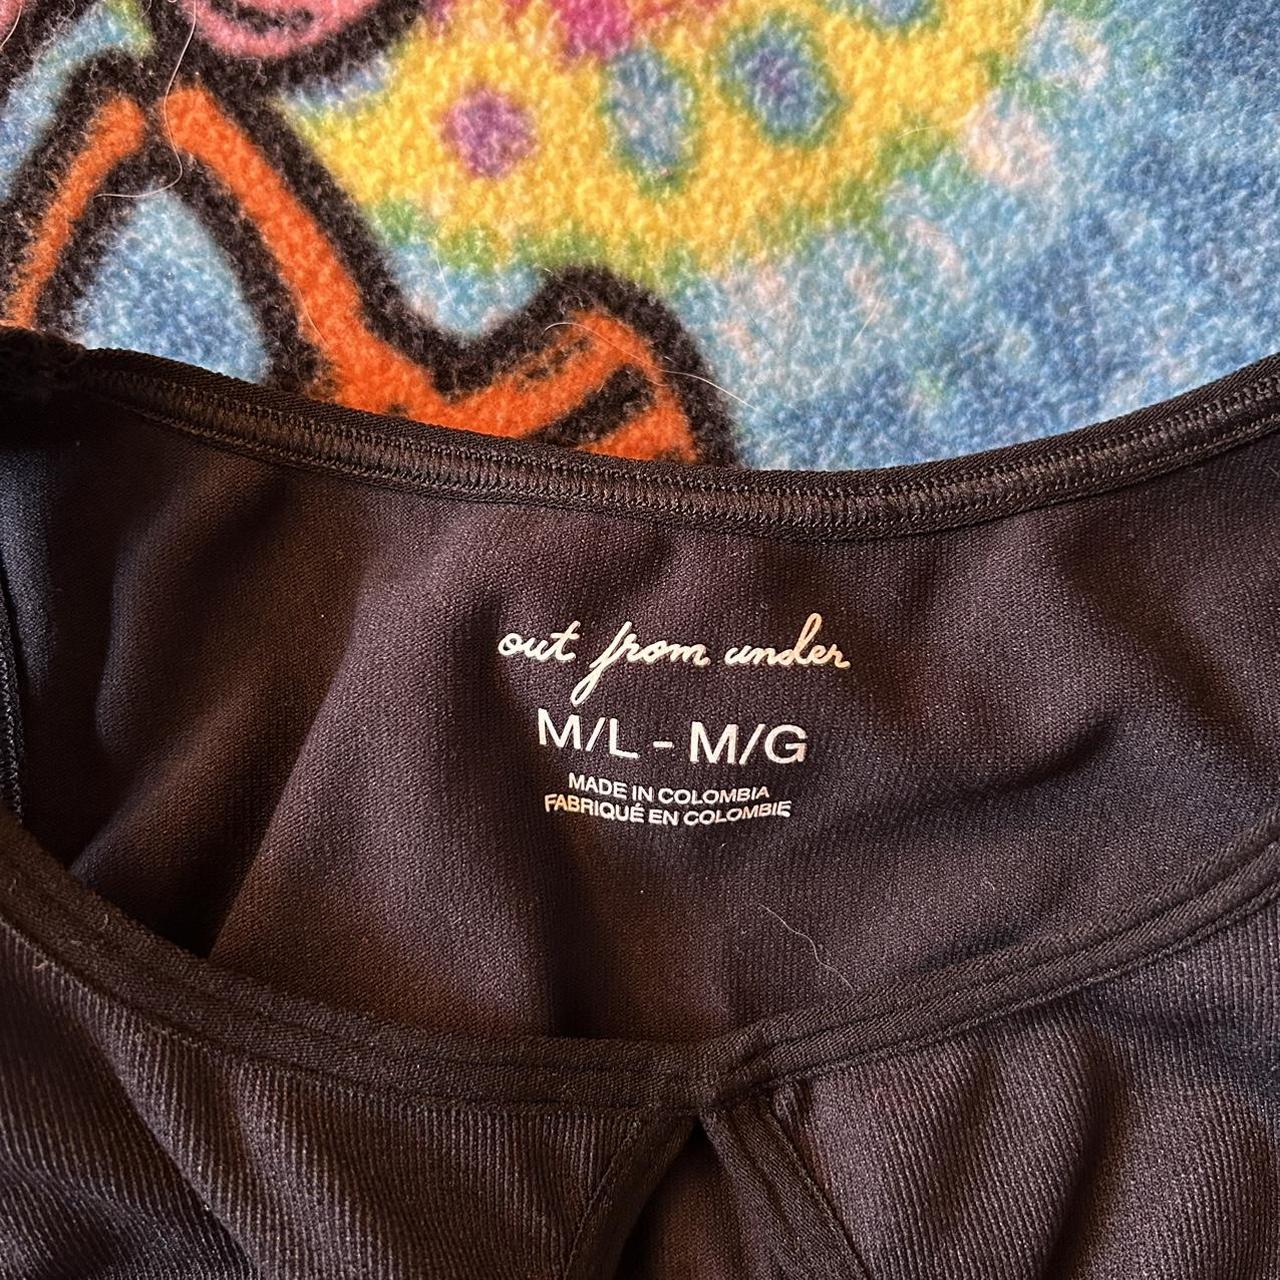 out from under
M/L - M/G
MADE IN COLOMBIA
FABRIQUÉ EN COLOMBIE